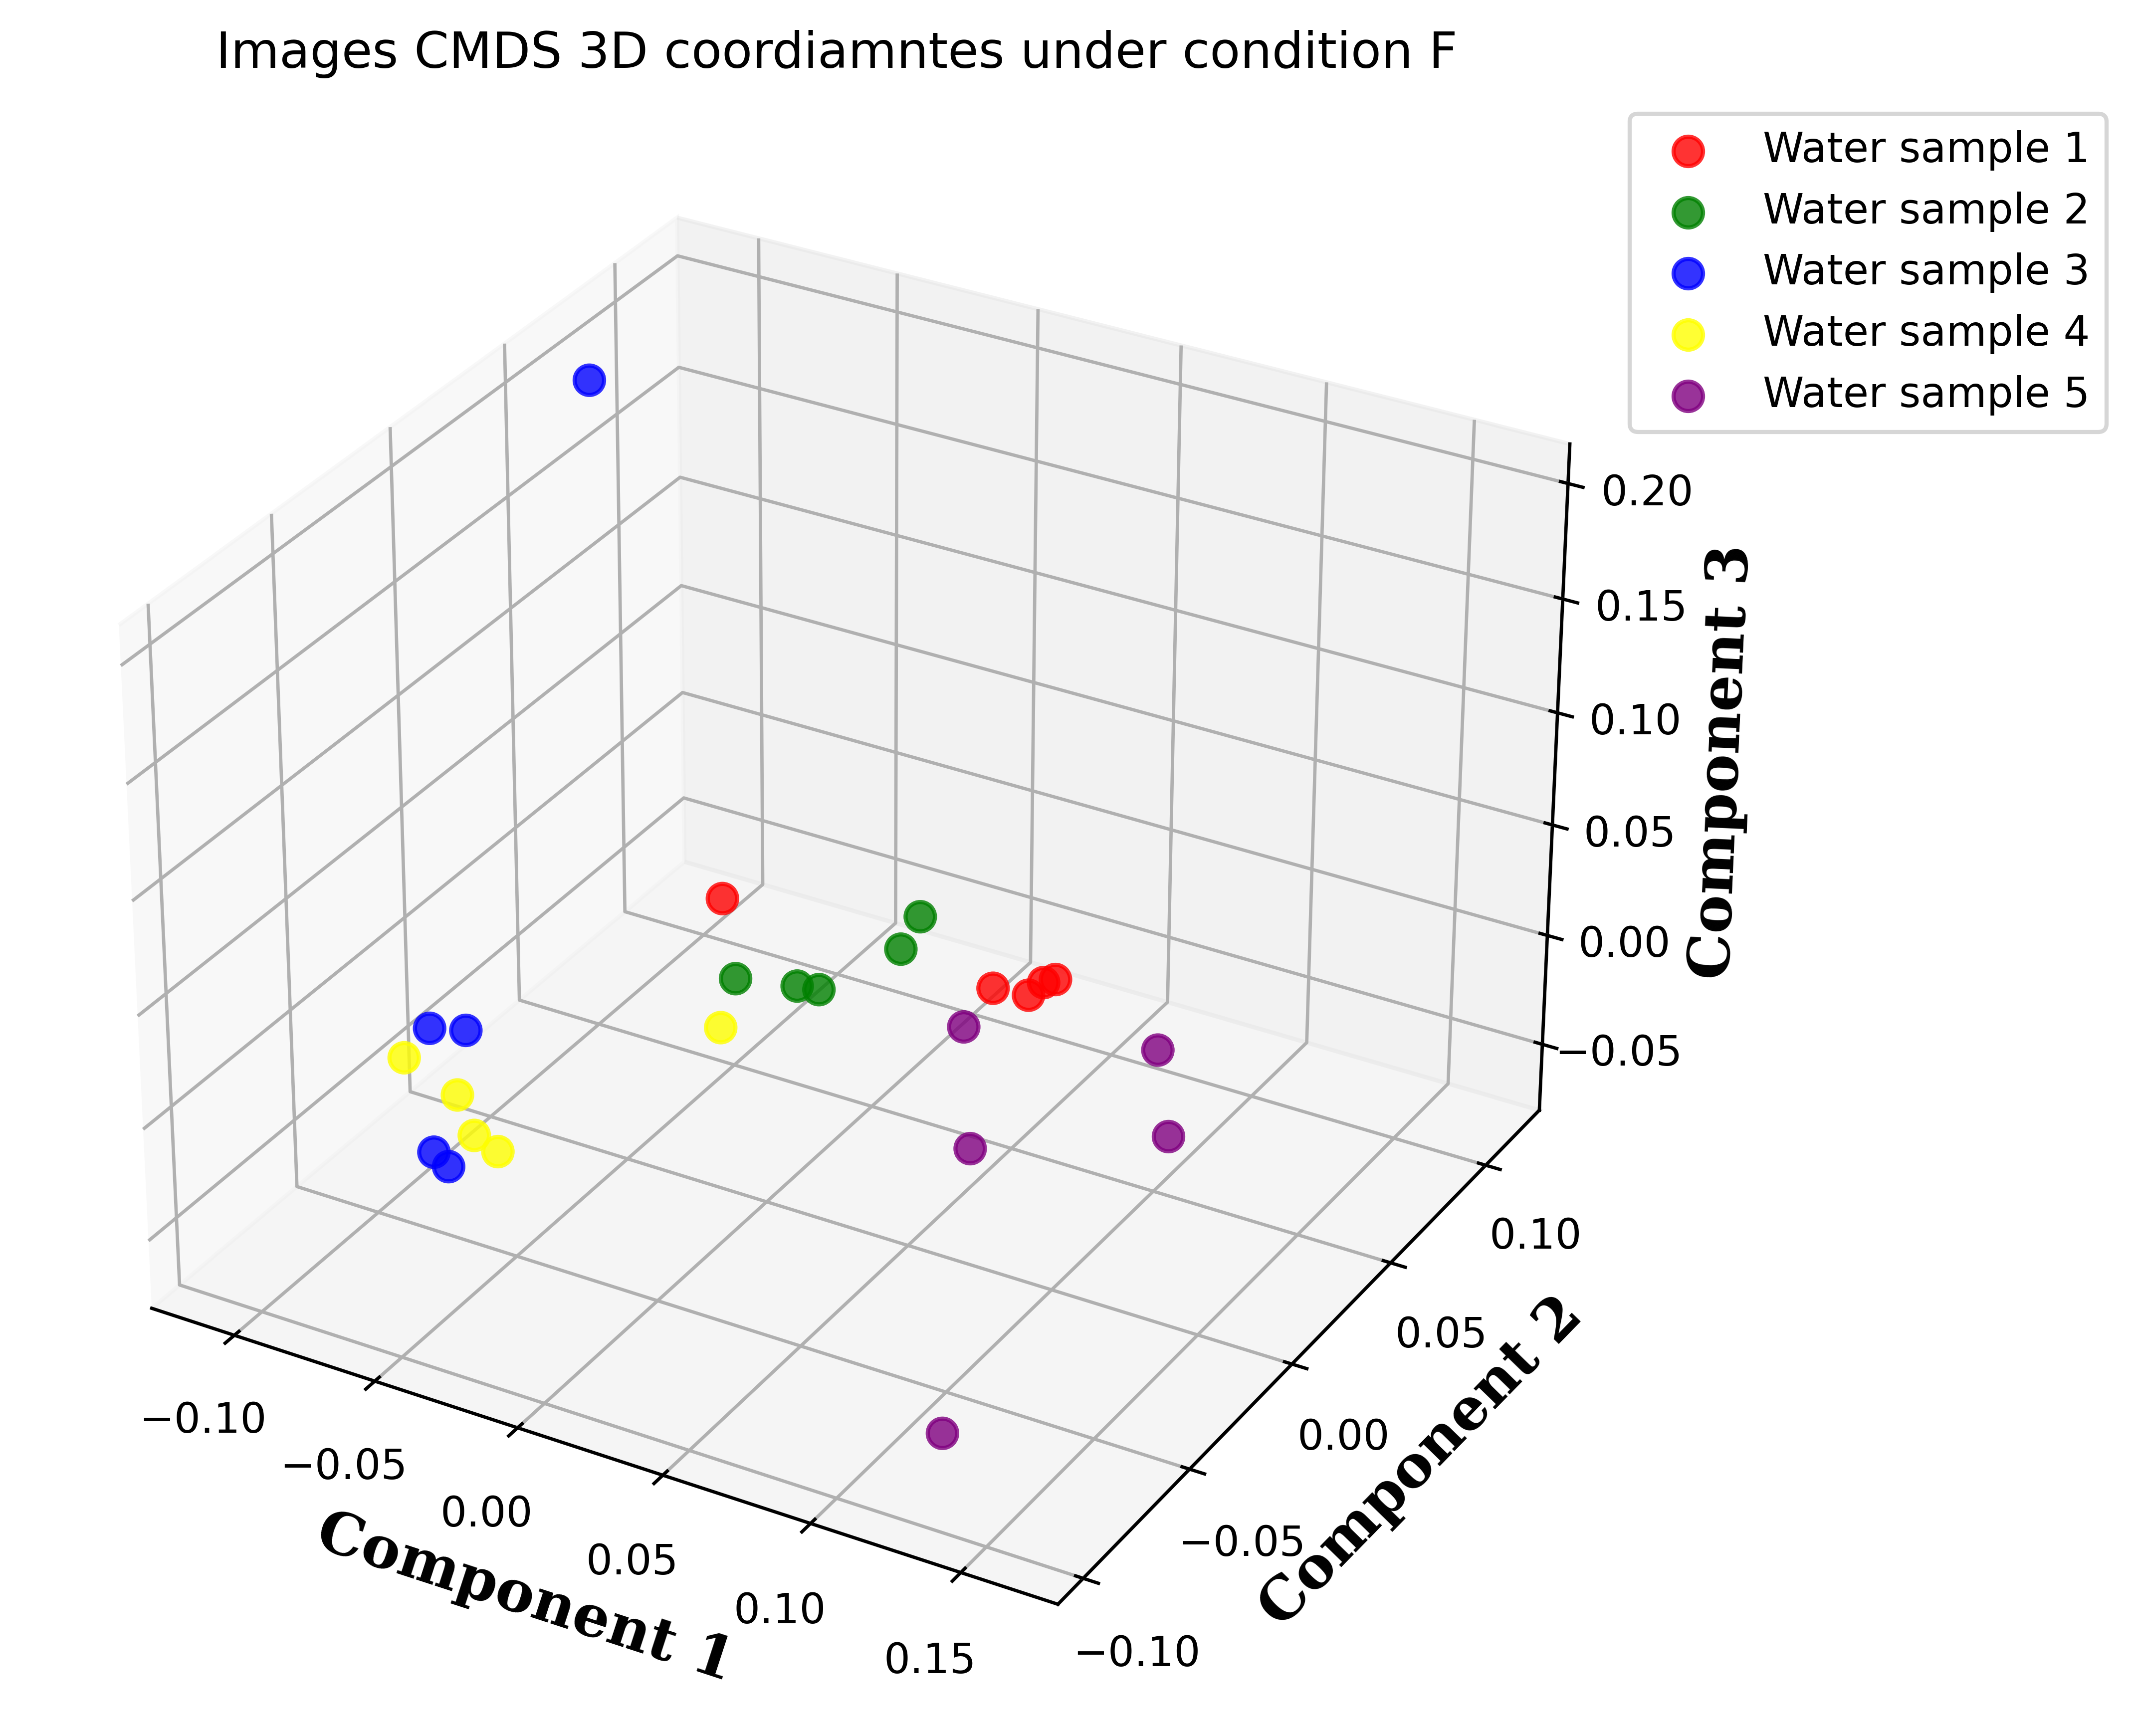 Images CMDS 3D coordiamntes under condition F
Water sample 1
Water sample 2
Water sample 3
Water sample 4
Water sample 5
0.20
0.15
0.10
0.05
0.00
−0.05
Component 3
0.10
0.05
0.00
−0.05
−0.10
Component 2
−0.10
−0.05
0.00
0.05
0.10
0.15
Component 1